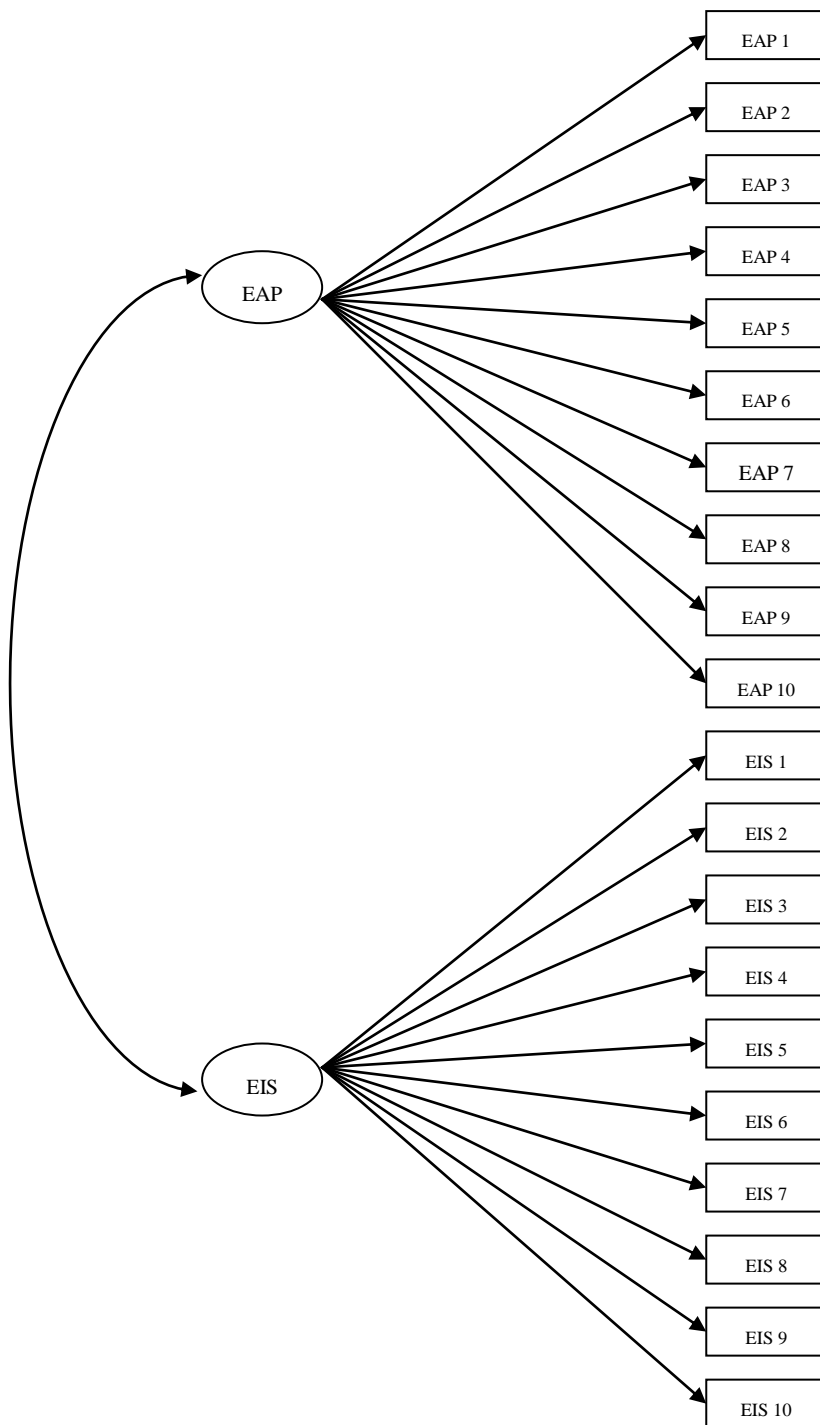 EAP 1
EAP 2
EAP 3
EAP 4
EAP
EAP 5
EAP 6
EAP 7
EAP 8
EAP 9
EAP 10
EIS 1
EIS 2
EIS 3
EIS 4
EIS 5
EIS
EIS 6
EIS 7
EIS 8
EIS 9
EIS 10